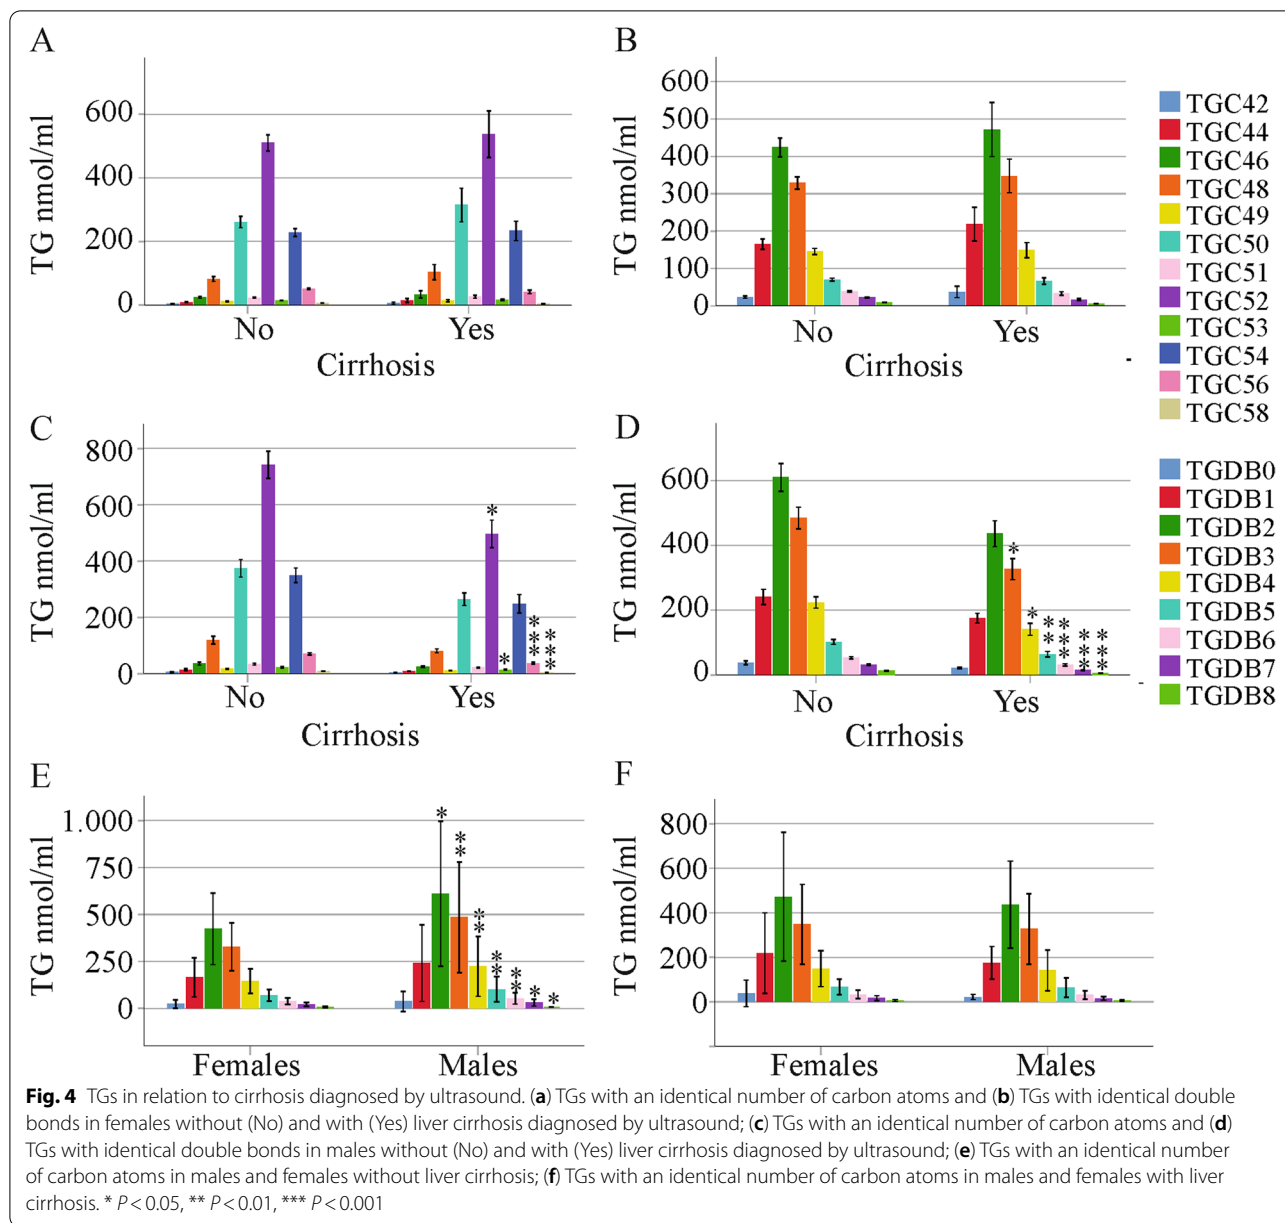 A
TG nmol/ml
600
400
200
0
No
Yes
Cirrhosis
B
TG nmol/ml
600
500
400
300
200
100
0
No
Yes
Cirrhosis
-
TGC42
TGC44
TGC46
TGC48
TGC49
TGC50
TGC51
TGC52
TGC53
TGC54
TGC56
TGC58
C
TG nmol/ml
800
600
400
200
0
*
*
***
***
No
Yes
Cirrhosis
D
TG nmol/ml
600
400
200
0
*
*
**
***
***
***
No
Yes
Cirrhosis
-
TGDB0
TGDB1
TGDB2
TGDB3
TGDB4
TGDB5
TGDB6
TGDB7
TGDB8
E
TG nmol/ml
1.000
750
500
250
0
*
**
**
**
**
*
*
Females
Males
F
TG nmol/ml
800
600
400
200
0
Females
Males
Fig. 4 TGs in relation to cirrhosis diagnosed by ultrasound. (a) TGs with an identical number of carbon atoms and (b) TGs with identical double
bonds in females without (No) and with (Yes) liver cirrhosis diagnosed by ultrasound; (c) TGs with an identical number of carbon atoms and (d)
TGs with identical double bonds in males without (No) and with (Yes) liver cirrhosis diagnosed by ultrasound; (e) TGs with an identical number
of carbon atoms in males and females without liver cirrhosis; (f) TGs with an identical number of carbon atoms in males and females with liver
cirrhosis. * P < 0.05, ** P < 0.01, *** P < 0.001